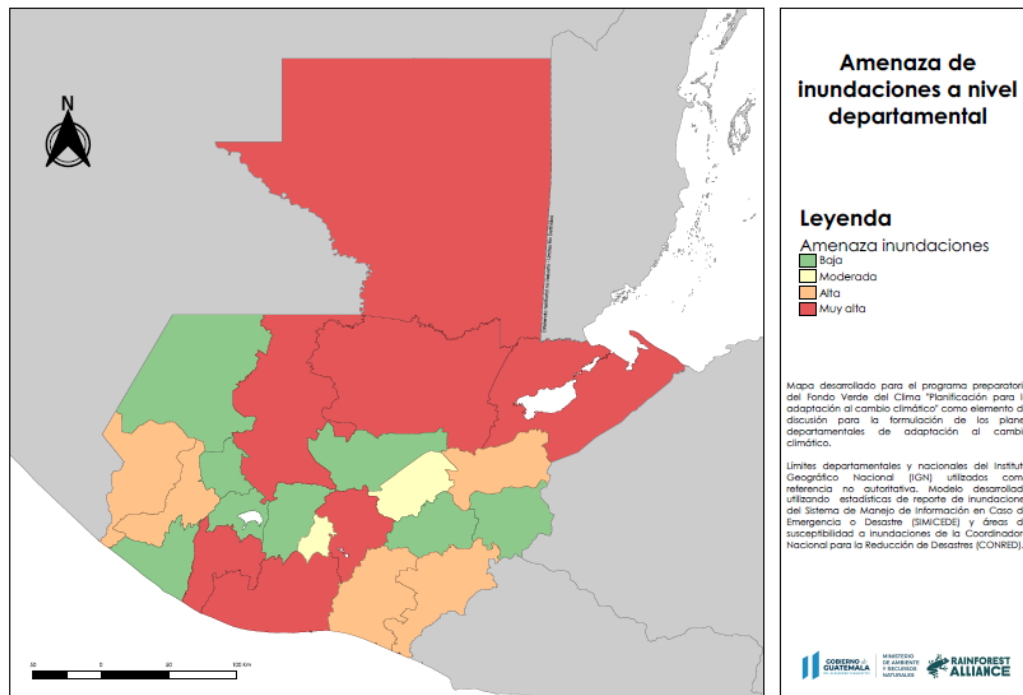 N
Amenaza de
inundaciones a nivel
departamental
Leyenda
Amenaza inundaciones
Baja
Moderada
Alta
Muy alta
Mapa desarrollado para el programa preparatori
del Fondo Verde del Clima "Planificación para l
adaptación al cambio climático" como elemento d
discusión para la formulación de los plane
departamentales de adaptación al cambi
climático.
Límites departamentales y nacionales del Institut
Geográfico Nacional (IGN) utilizados com
referencia no autoritativa. Modelo desarrollad
utilizando estadísticas de reporte de inundacione
del Sistema de Manejo de Información en Caso d
Emergencia o Desastre (SIMICEDE) y áreas d
susceptibilidad a inundaciones de la Coordinador
Nacional para la Reducción de Desastres (CONRED).
50 0 50 100 Km
GOBIERNO de
GUATEMALA
MINISTERIO
DE AMBIENTE
Y RECURSOS
NATURALES
RAINFOREST
ALLIANCE